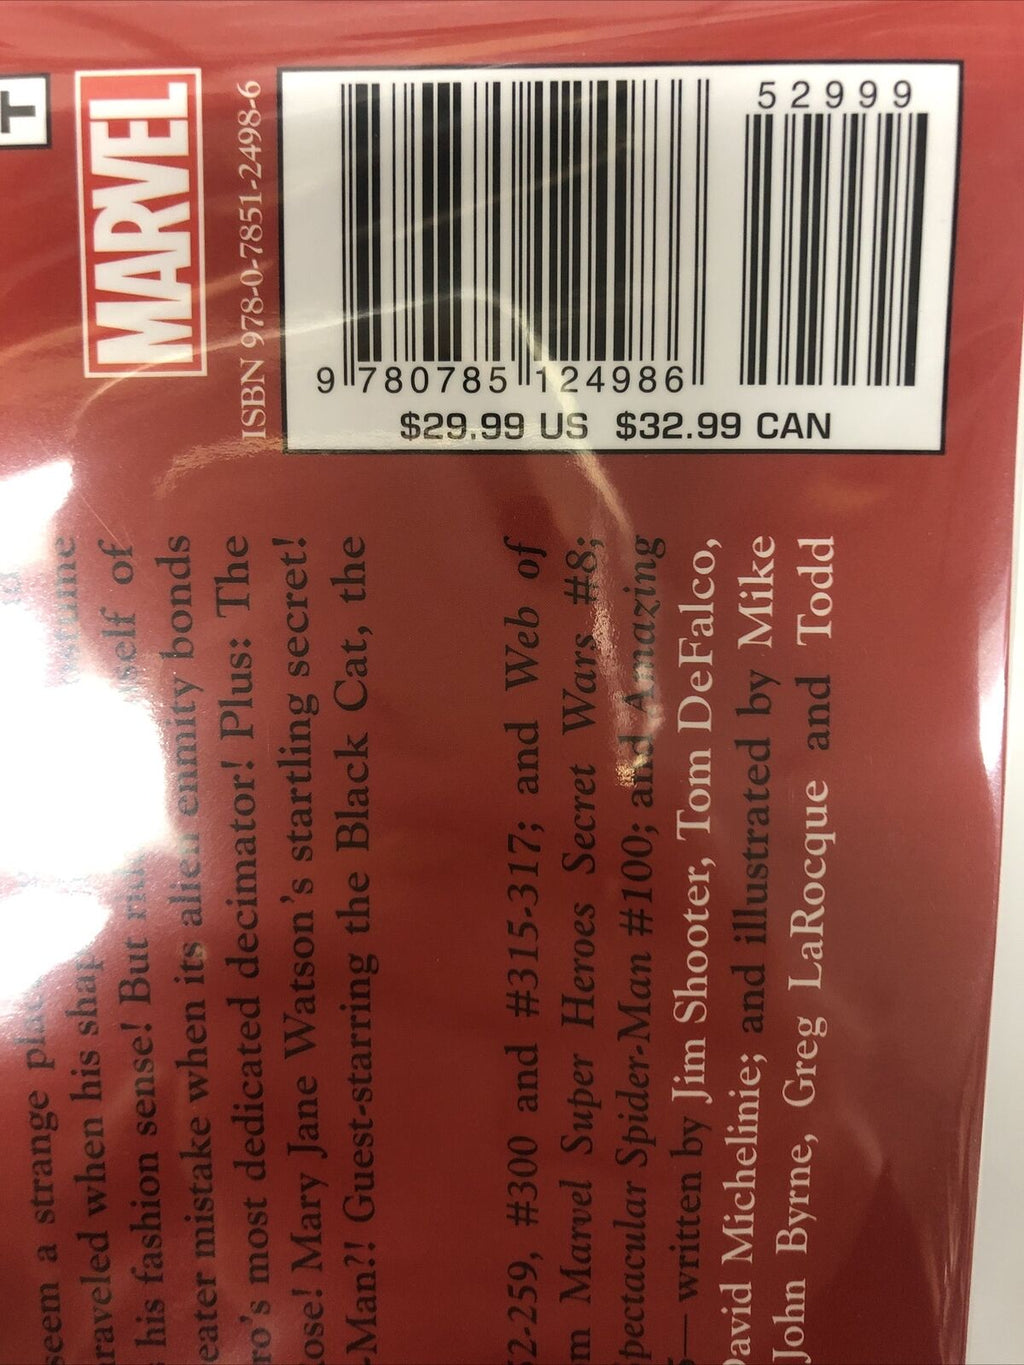 T
MARVEL
ISBN 978-0-7851-2498-6
52999
9 780785 124986
$29.99 US $32.99 CAN
seem a strange
raveled when his of
his fashion sense! But
eater mistake when its alien enmity bonds
ro's most dedicated decimator! Plus: The
ose! Mary Jane Watson's startling secret!
-Man?! Guest-starring the Black Cat, the
2-259, #300 and #315-317; and Web of
m Marvel Super Heroes Secret Wars #8;
pectacular Spider-Man #100; and Amazing
— written by Jim Shooter, Tom DeFalco,
David Michelinie; and illustrated by Mike
John Byrne, Greg LaRocque and Todd